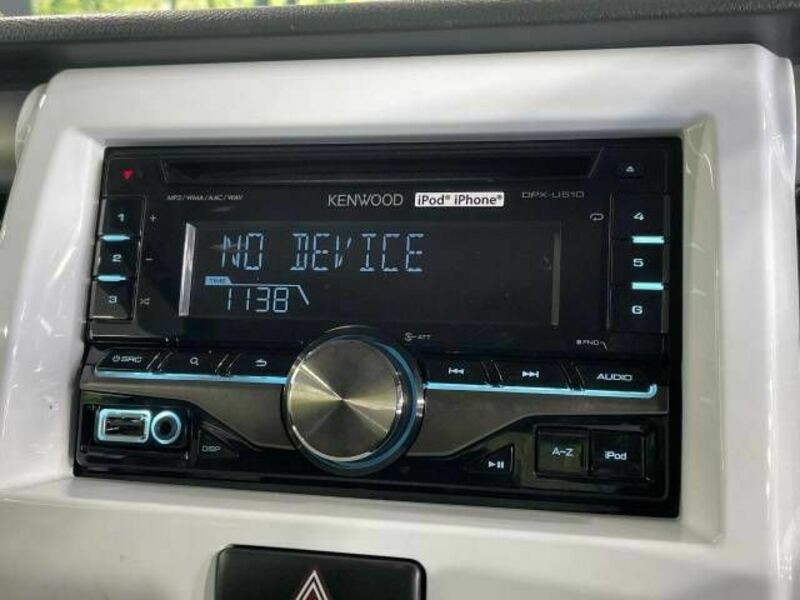 MP3/WMA/AAC/WAV
KENWOOD iPod® iPhone® DPX-U510
1 + 4
2 - 5
3 6
NO DEVICE
TIME
1138
ATT
FND
SRC
AUDIO
DISP
A-Z iPod